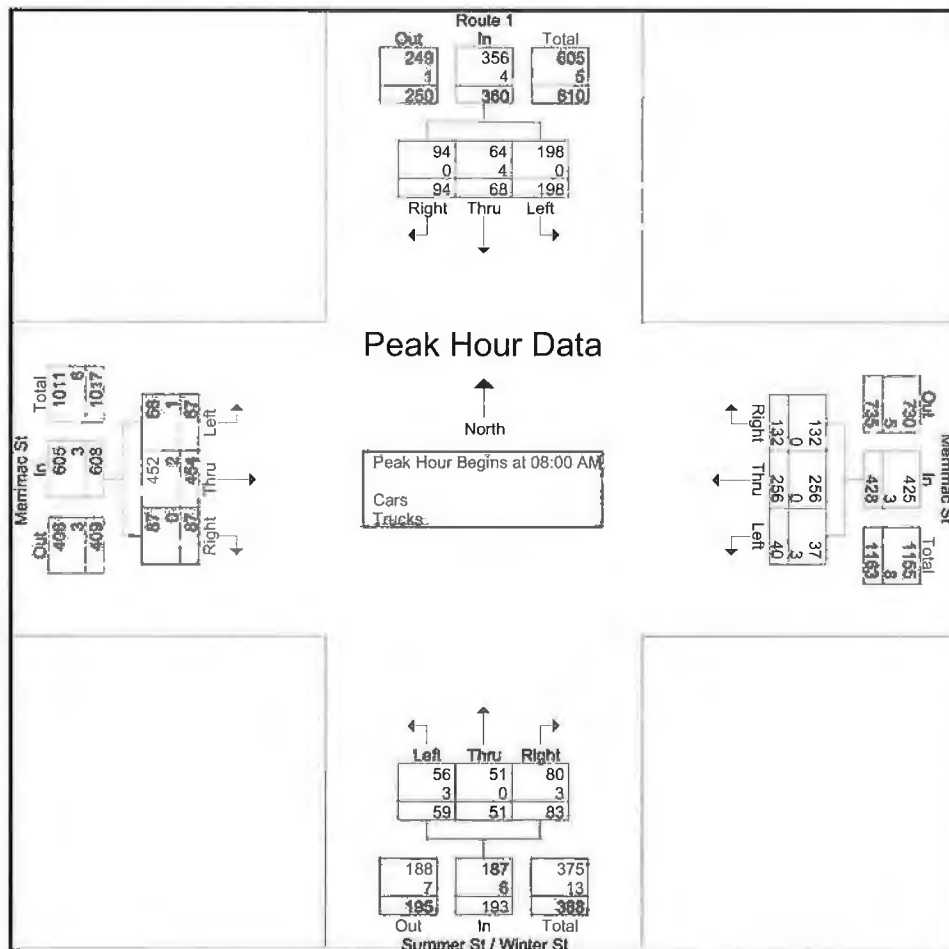 Route 1
Out In Total
249 356 605
1 4 5
250 360 610
94 64 198
0 4 0
94 68 198
Right Thru Left
Peak Hour Data
North
Peak Hour Begins at 08:00 AM
Cars
Trucks
Merrimac St
Total In Out
1011 605 406
6 3 3
1017 608 409
66 452 87
1 2 0
67 454 87
Left Thru Right
Merrimac St
Out In Total
730 425 1155
5 3 8
735 428 1163
132 256 37
0 0 3
132 256 40
Right Thru Left
Left Thru Right
56 51 80
3 0 3
59 51 83
188 187 375
7 6 13
195 193 388
Out In Total
Summer St / Winter St